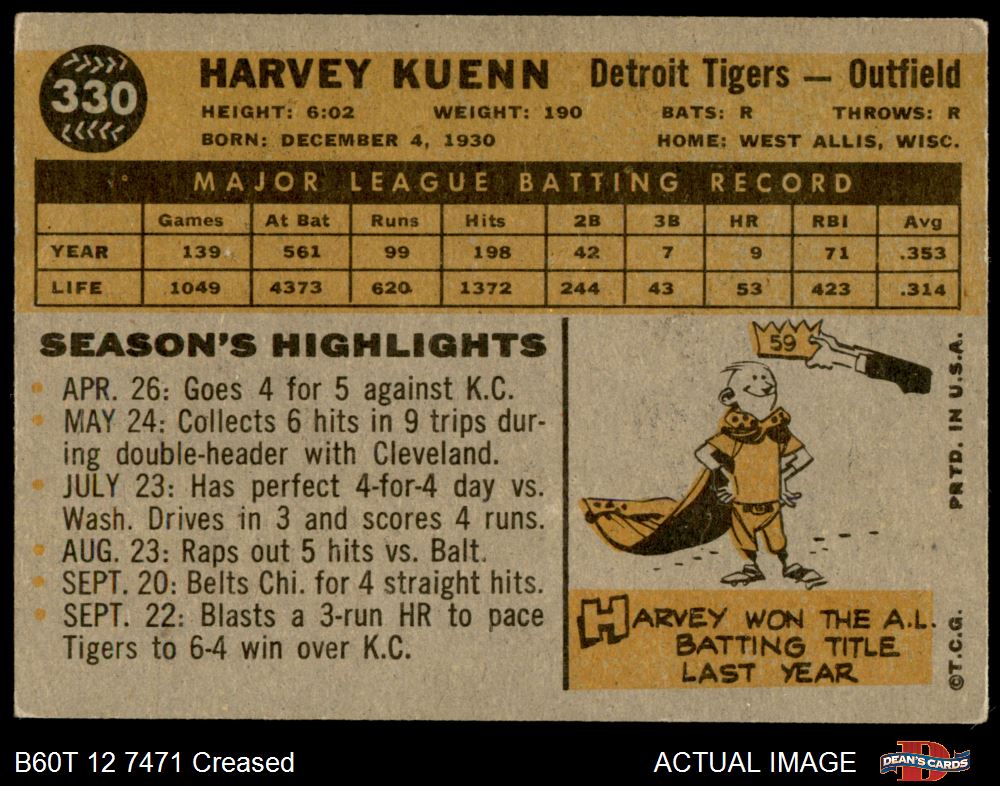 330
HARVEY KUENN Detroit Tigers — Outfield
HEIGHT: 6:02 WEIGHT: 190 BATS: R THROWS: R
BORN: DECEMBER 4, 1930 HOME: WEST ALLIS, WISC.
MAJOR LEAGUE BATTING RECORD
Games At Bat Runs Hits 2B 3B HR RBI Avg
YEAR 139 561 99 198 42 7 9 71 .353
LIFE 1049 4373 620 1372 244 43 53 423 .314
SEASON'S HIGHLIGHTS
• APR. 26: Goes 4 for 5 against K.C.
• MAY 24: Collects 6 hits in 9 trips dur-
ing double-header with Cleveland.
• JULY 23: Has perfect 4-for-4 day vs.
Wash. Drives in 3 and scores 4 runs.
• AUG. 23: Raps out 5 hits vs. Balt.
• SEPT. 20: Belts Chi. for 4 straight hits.
• SEPT. 22: Blasts a 3-run HR to pace
Tigers to 6-4 win over K.C.
59
HARVEY WON THE A.L.
BATTING TITLE
LAST YEAR
©T.C.G. PRTD. IN U.S.A.
B60T 12 7471 Creased ACTUAL IMAGE
D
DEAN'S CARDS